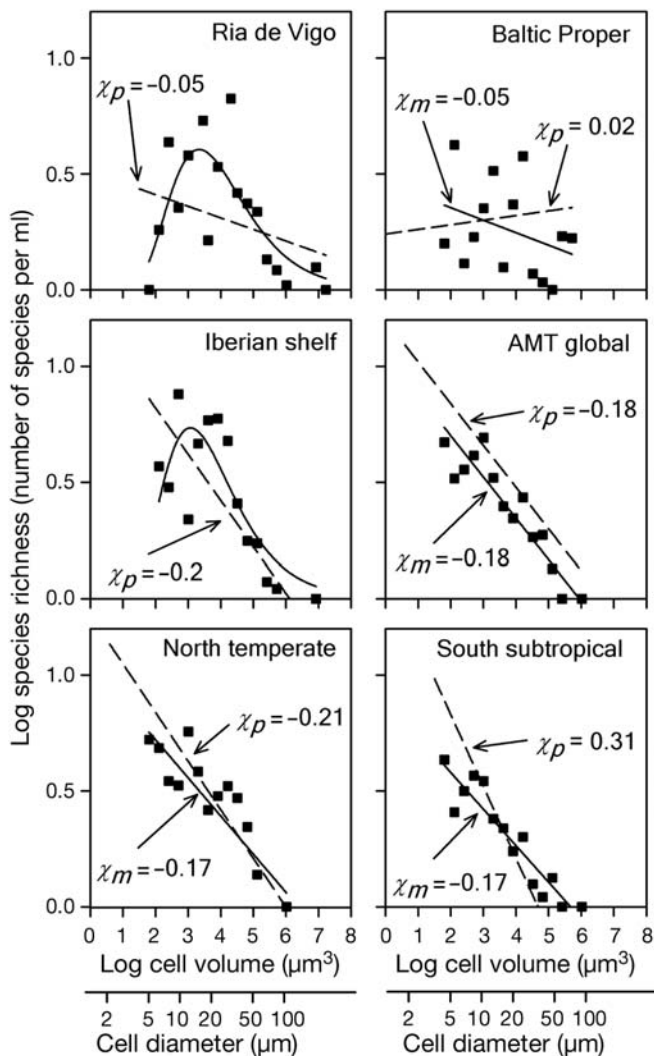 Ria de Vigo
χp = –0.05
Baltic Proper
χm = –0.05
χp = 0.02
Iberian shelf
χp = –0.2
AMT global
χp = –0.18
χm = –0.18
North temperate
χp = –0.21
χm = –0.17
South subtropical
χp = 0.31
χm = –0.17
Log species richness (number of species per ml)
1.0
0.5
0.0
1.0
0.5
0.0
1.0
0.5
0.0
0 1 2 3 4 5 6 7 8
0 1 2 3 4 5 6 7 8
Log cell volume (µm³)
Log cell volume (µm³)
2 5 10 20 50 100
2 5 10 20 50 100
Cell diameter (µm)
Cell diameter (µm)